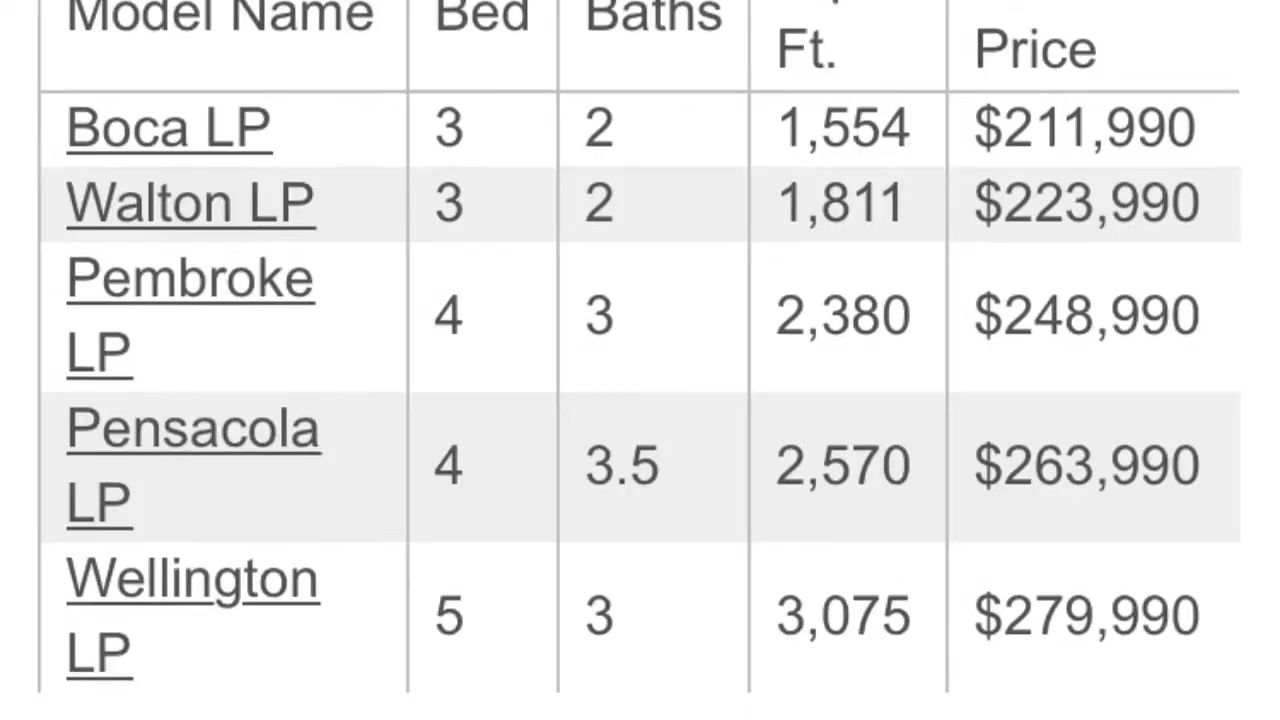 Model Name Bed Baths
Ft. Price
Boca LP 3 2 1,554 $211,990
Walton LP 3 2 1,811 $223,990
Pembroke
LP 4 3 2,380 $248,990
Pensacola
LP 4 3.5 2,570 $263,990
Wellington
LP 5 3 3,075 $279,990